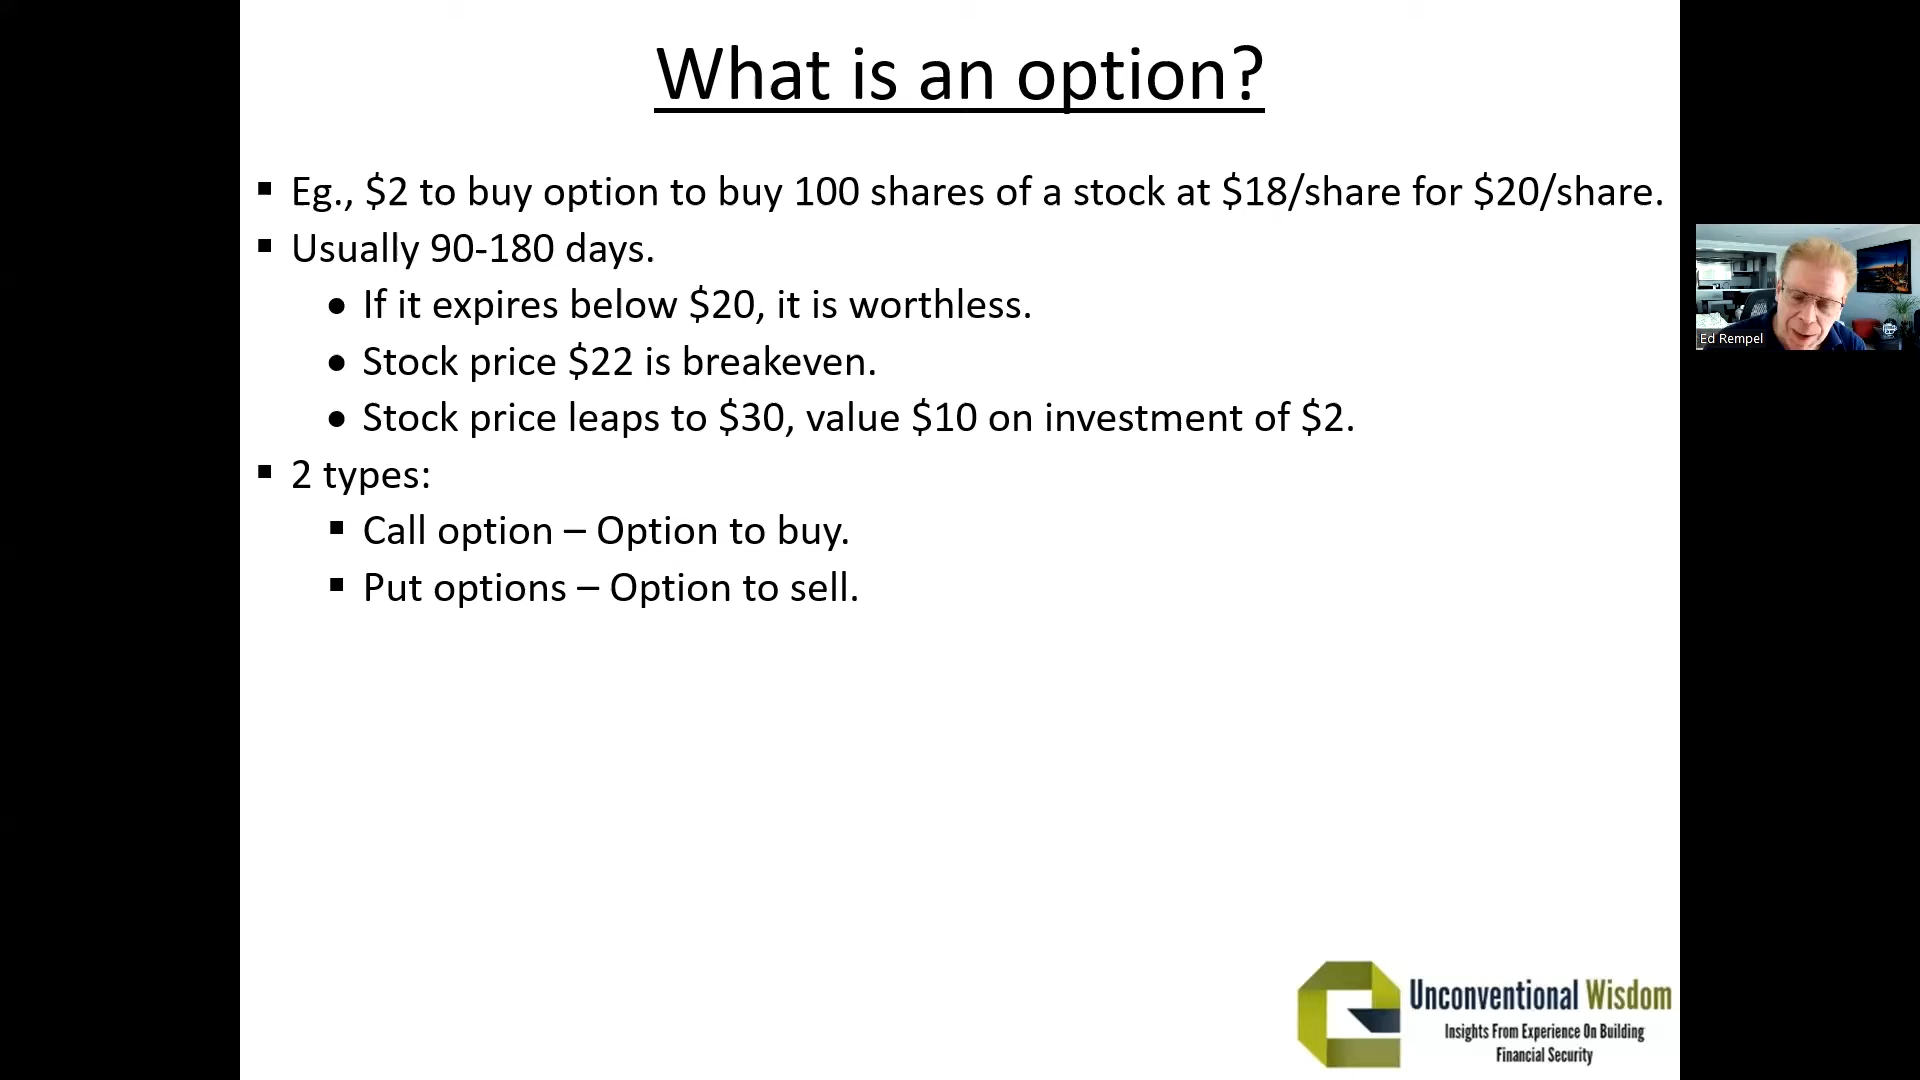 What is an option?
▪ Eg., $2 to buy option to buy 100 shares of a stock at $18/share for $20/share.
▪ Usually 90-180 days.
• If it expires below $20, it is worthless.
• Stock price $22 is breakeven.
• Stock price leaps to $30, value $10 on investment of $2.
▪ 2 types:
▪ Call option – Option to buy.
▪ Put options – Option to sell.
Ed Rempel
Unconventional Wisdom
Insights From Experience On Building
Financial Security